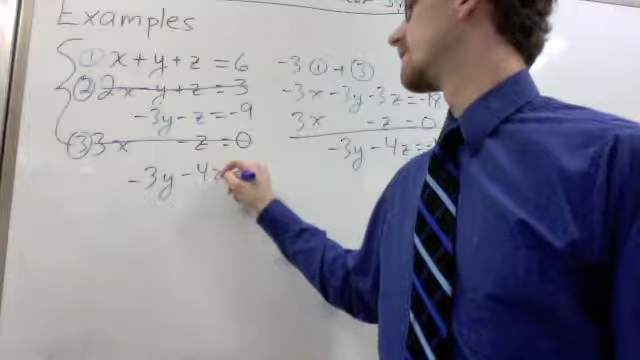 Examples
① x + y + z = 6
② 2x - y + z = 3
-3y - z = -9
③ 3x - z = 0
-3y - 4z
-3 ① + ③
-3x - 3y - 3z = -18
3x - z = 0
-3y - 4z = -